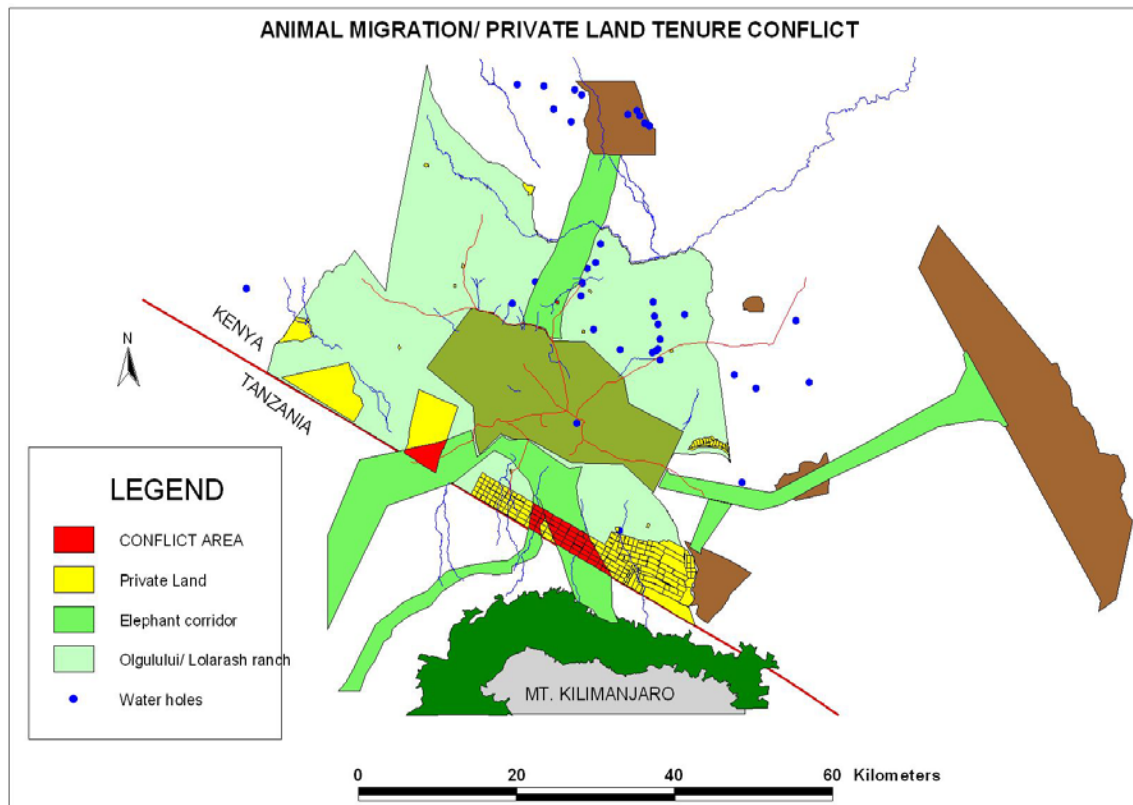 ANIMAL MIGRATION/ PRIVATE LAND TENURE CONFLICT
KENYA
N
TANZANIA
LEGEND
CONFLICT AREA
Private Land
Elephant corridor
Olgulului/ Lolarash ranch
Water holes
MT. KILIMANJARO
0 20 40 60 Kilometers